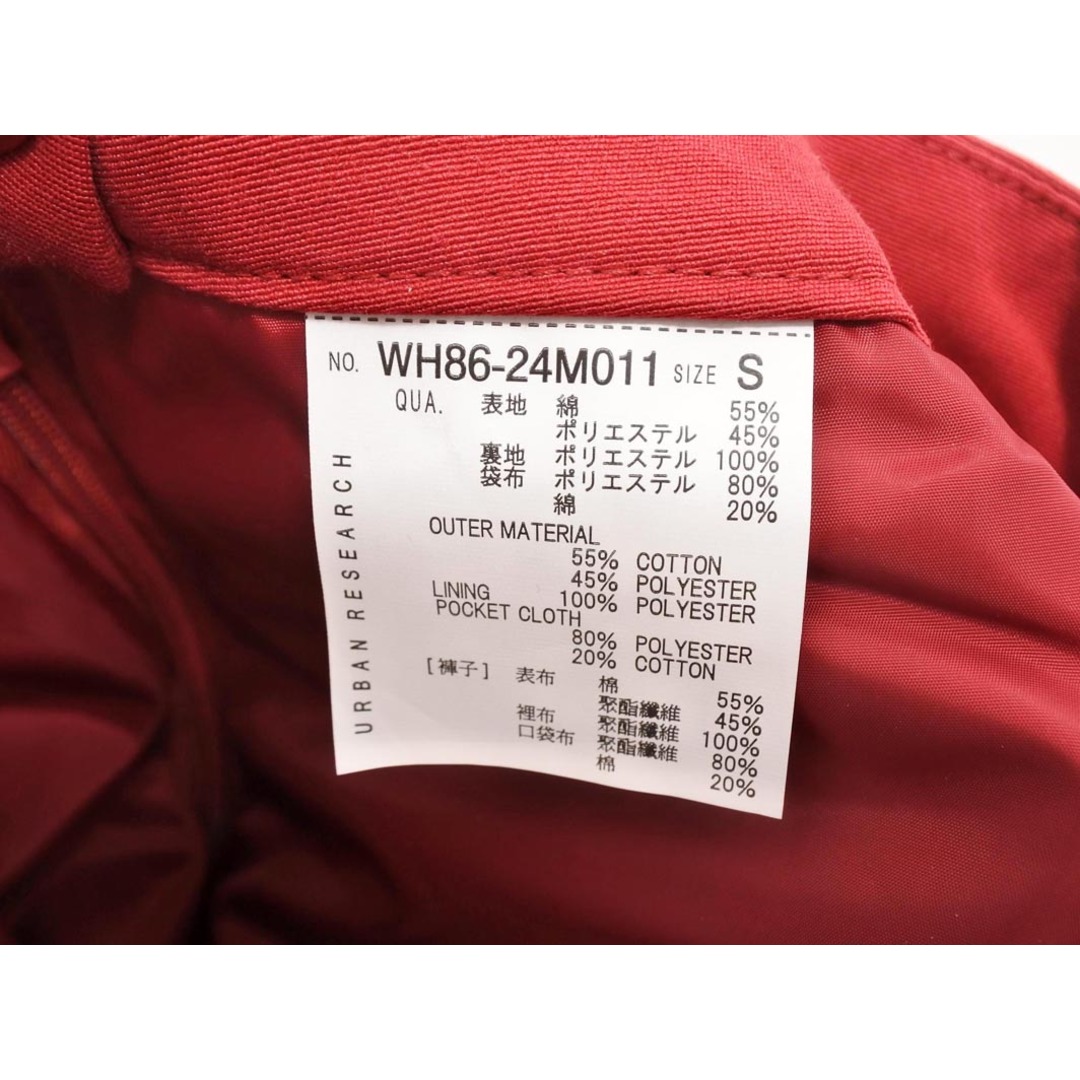 NO. WH86-24M011 SIZE S
QUA. 表地 綿 55%
ポリエステル 45%
裏地 ポリエステル 100%
袋布 ポリエステル 80%
綿 20%
OUTER MATERIAL
55% COTTON
45% POLYESTER
LINING 100% POLYESTER
POCKET CLOTH
80% POLYESTER
20% COTTON
[褲子] 表布 棉 55%
聚酯纖維 45%
裡布 聚酯纖維 100%
口袋布 聚酯纖維 80%
棉 20%
URBAN RESEARCH